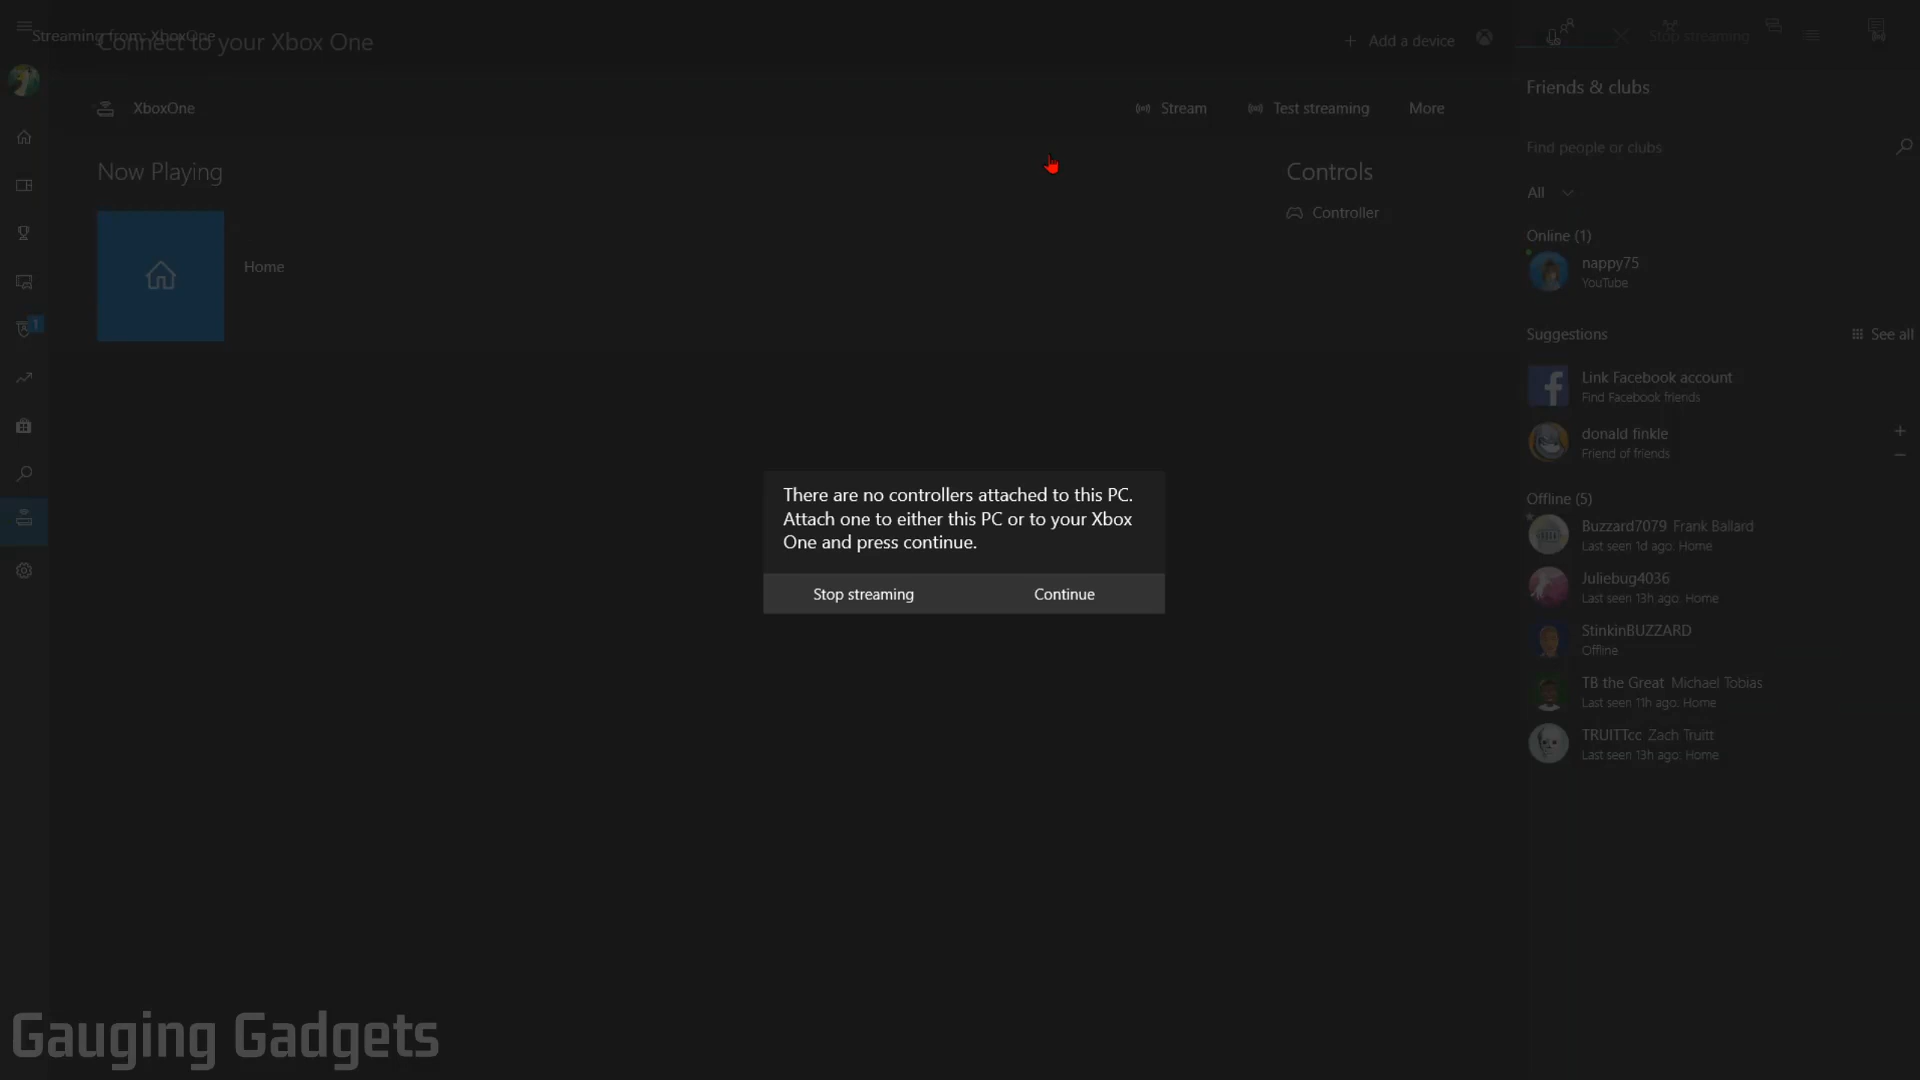 Streaming from: XboxOne
Connect to your Xbox One
Add a device
Stop streaming
XboxOne
Stream
Test streaming
More
Now Playing
Home
Controls
Controller
1
There are no controllers attached to this PC.
Attach one to either this PC or to your Xbox
One and press continue.
Stop streaming
Continue
Friends & clubs
Find people or clubs
All
Online (1)
nappy75
YouTube
Suggestions
See all
Link Facebook account
Find Facebook friends
donald finkle
Friend of friends
Offline (5)
Buzzard7079 Frank Ballard
Last seen 1d ago: Home
Juliebug4036
Last seen 13h ago: Home
StinkinBUZZARD
Offline
TB the Great Michael Tobias
Last seen 11h ago: Home
TRUITTcc Zach Truitt
Last seen 13h ago: Home
Gauging Gadgets